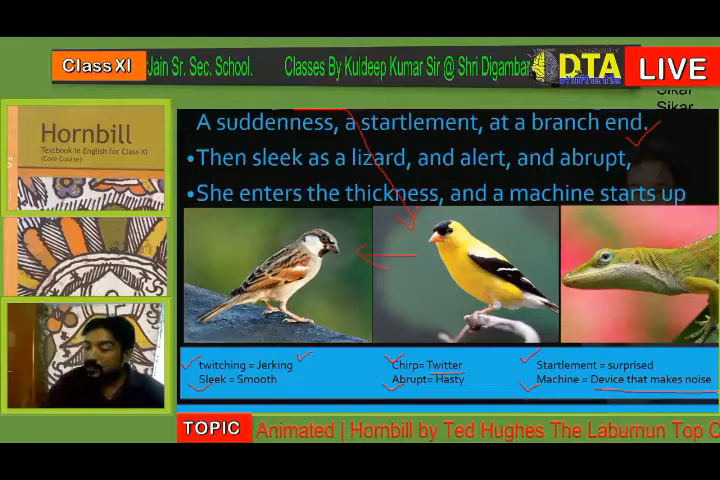 Class XI
Jain Sr. Sec. School. Classes By Kuldeep Kumar Sir @ Shri Digambar
DTA
LIVE
Sikar
Sikar
Hornbill
Textbook in English for Class XI
(Core Course)
A suddenness, a startlement, at a branch end.
•Then sleek as a lizard, and alert, and abrupt,
•She enters the thickness, and a machine starts up
twitching = Jerking
Chirp= Twitter
Startlement = surprised
Sleek = Smooth
Abrupt= Hasty
Machine = Device that makes noise
TOPIC
Animated | Hornbill by Ted Hughes The Laburnun Top C